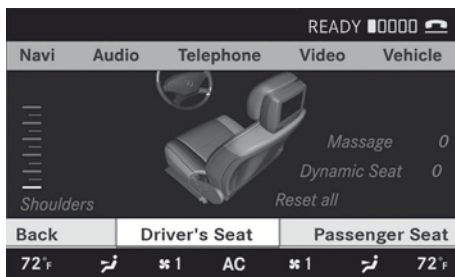 READY
Navi Audio Telephone Video Vehicle
Massage 0
Dynamic Seat 0
Shoulders Reset all
Back Driver's Seat Passenger Seat
72°F 1 AC 1 72°F